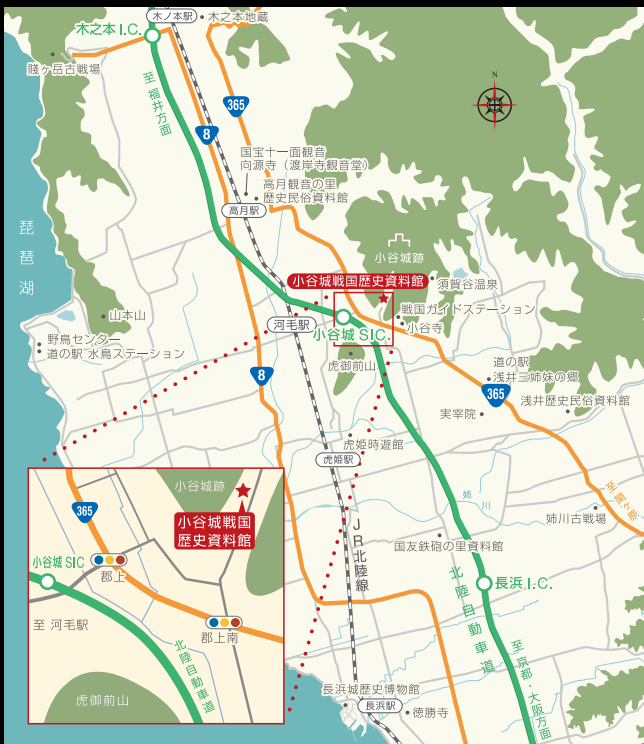 木ノ本駅
木之本地蔵
木之本 I.C.
賤ヶ岳古戦場
至 福井方面
365
8
N
国宝十一面観音
向源寺（渡岸寺観音堂）
高月観音の里
歴史民俗資料館
高月駅
琵琶湖
小谷城跡
小谷城戦国歴史資料館
須賀谷温泉
戦国ガイドステーション
小谷寺
山本山
河毛駅
小谷城 SIC.
野鳥センター
道の駅 水鳥ステーション
虎御前山
8
道の駅
浅井三姉妹の郷
365
浅井歴史民俗資料館
実宰院
虎姫時遊館
虎姫駅
至 関ヶ原
姉川
姉川古戦場
JR北陸線
国友鉄砲の里資料館
長浜 I.C.
北陸自動車道
至 京都・大阪方面
長浜城歴史博物館
長浜駅
徳勝寺
小谷城跡
365
小谷城戦国
歴史資料館
小谷城 SIC
郡上
至 河毛駅
郡上南
北陸自動車道
虎御前山